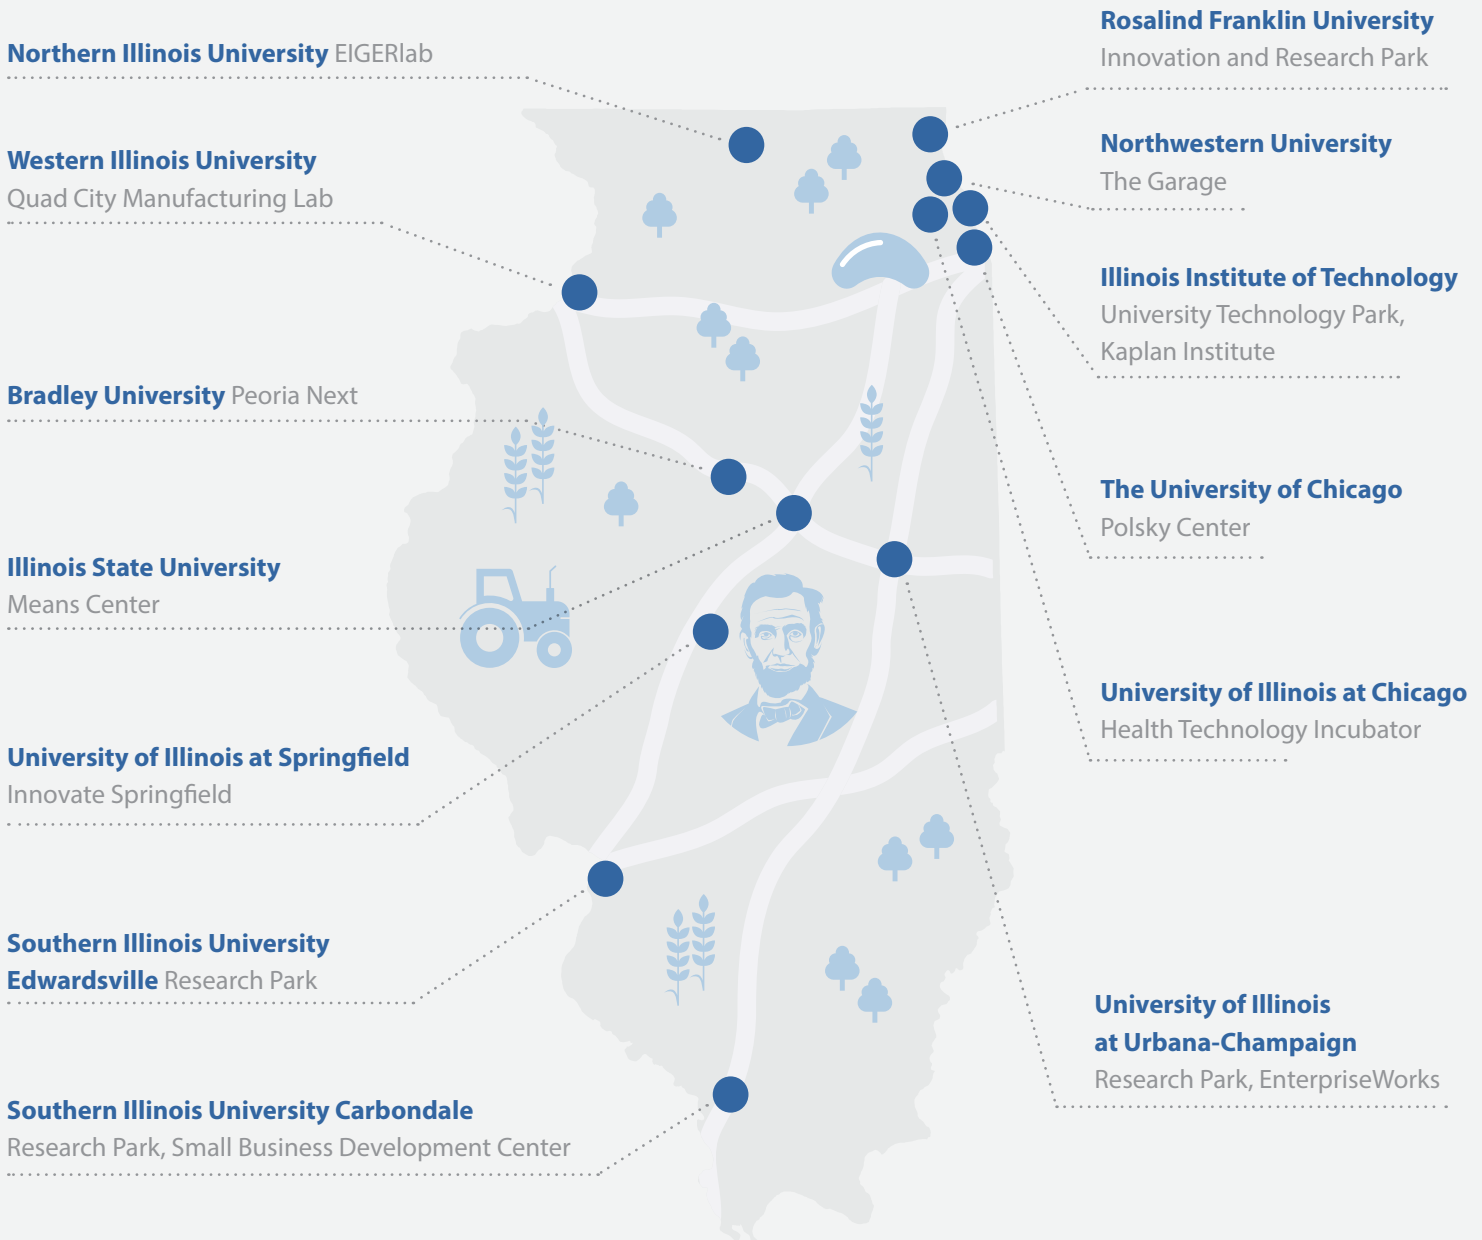 Northern Illinois University EIGERlab
Western Illinois University
Quad City Manufacturing Lab
Bradley University Peoria Next
Illinois State University
Means Center
University of Illinois at Springfield
Innovate Springfield
Southern Illinois University
Edwardsville Research Park
Southern Illinois University Carbondale
Research Park, Small Business Development Center
Rosalind Franklin University
Innovation and Research Park
Northwestern University
The Garage
Illinois Institute of Technology
University Technology Park,
Kaplan Institute
The University of Chicago
Polsky Center
University of Illinois at Chicago
Health Technology Incubator
University of Illinois
at Urbana-Champaign
Research Park, EnterpriseWorks